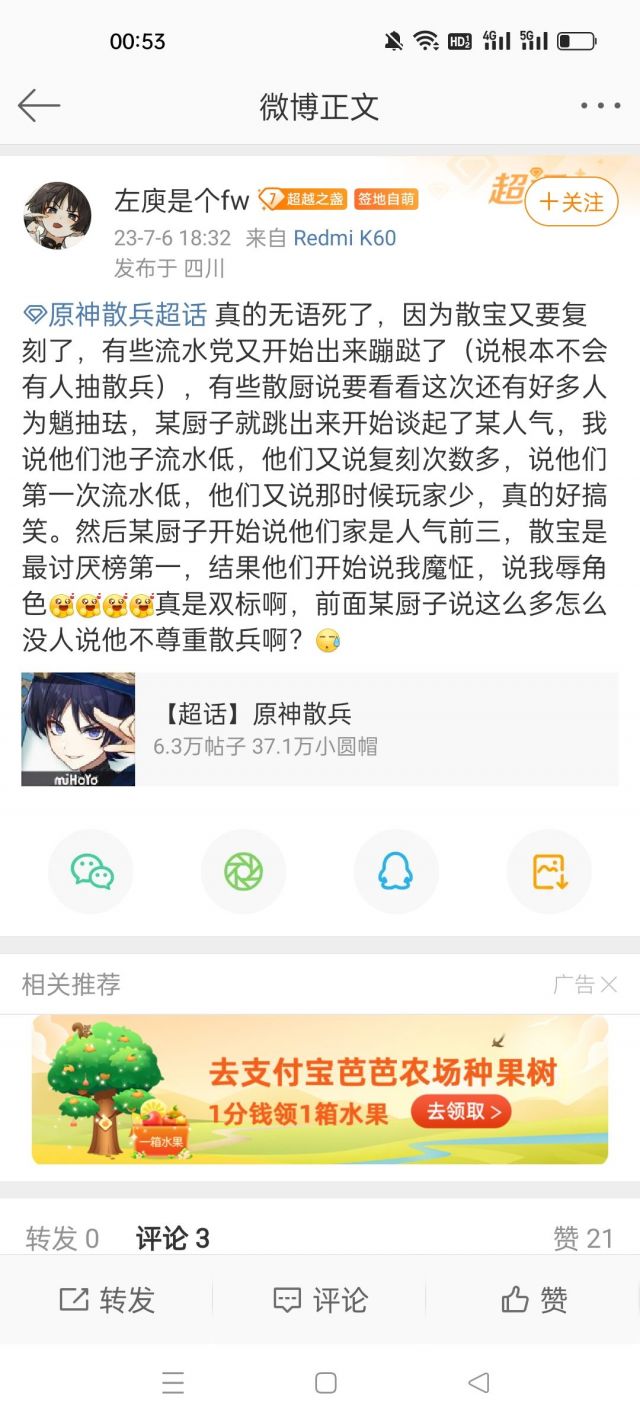 00:53
HD 4G 5G
微博正文
左庾是个fw 7 超越之盏 签地自萌
超
+关注
23-7-6 18:32 来自 Redmi K60
发布于 四川
原神散兵超话 真的无语死了，因为散宝又要复
刻了，有些流水党又开始出来蹦跶了（说根本不会
有人抽散兵），有些散厨说要看看这次还有好多人
为魈抽珐，某厨子就跳出来开始谈起了某人气，我
说他们池子流水低，他们又说复刻次数多，说他们
第一次流水低，他们又说那时候玩家少，真的好搞
笑。然后某厨子开始说他们家是人气前三，散宝是
最讨厌榜第一，结果他们开始说我魔怔，说我辱角
色真是双标啊，前面某厨子说这么多怎么
没人说他不尊重散兵啊？
miHoYo
【超话】原神散兵
6.3万帖子 37.1万小圆帽
相关推荐
广告
去支付宝芭芭农场种果树
1分钱领1箱水果 去领取 >
一箱水果
转发 0 评论 3 赞 21
转发 评论 赞